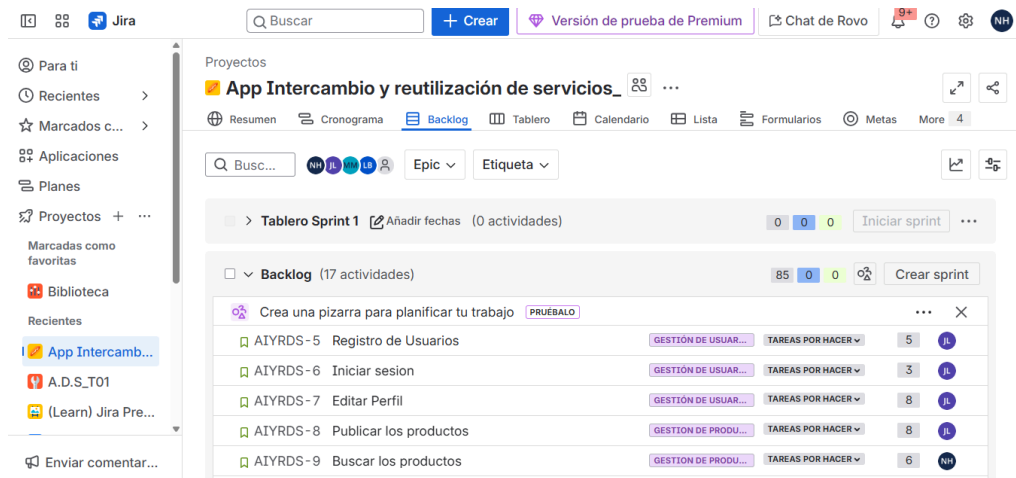 Jira
Buscar
+ Crear
Versión de prueba de Premium
Chat de Rovo
9+
NH
Para ti
Recientes
Marcados c...
Aplicaciones
Planes
Proyectos
Marcadas como
favoritas
Biblioteca
Recientes
App Intercamb...
A.D.S_T01
(Learn) Jira Pre...
Enviar comentar...
Proyectos
App Intercambio y reutilización de servicios_
Resumen Cronograma Backlog Tablero Calendario Lista Formularios Metas More 4
Busc...
NH JL MM LB
Epic
Etiqueta
Tablero Sprint 1 Añadir fechas (0 actividades) 0 0 0 Iniciar sprint
Backlog (17 actividades) 85 0 0 Crear sprint
Crea una pizarra para planificar tu trabajo PRUÉBALO
AIYRDS-5 Registro de Usuarios GESTIÓN DE USUAR... TAREAS POR HACER 5 JL
AIYRDS-6 Iniciar sesion GESTIÓN DE USUAR... TAREAS POR HACER 3 JL
AIYRDS-7 Editar Perfil GESTIÓN DE USUAR... TAREAS POR HACER 8 JL
AIYRDS-8 Publicar los productos GESTION DE PRODU... TAREAS POR HACER 8 JL
AIYRDS-9 Buscar los productos GESTION DE PRODU... TAREAS POR HACER 6 NH